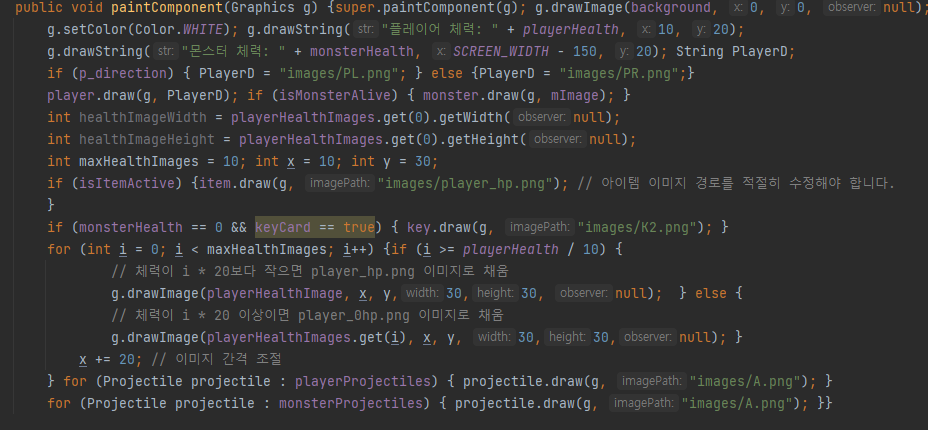 public void paintComponent(Graphics g) {super.paintComponent(g); g.drawImage(background, x: 0, y: 0, observer: null);
g.setColor(Color.WHITE); g.drawString( str: "플레이어 체력: " + playerHealth, x: 10, y: 20);
g.drawString( str: "몬스터 체력: " + monsterHealth, x: SCREEN_WIDTH - 150, y: 20); String PlayerD;
if (p_direction) { PlayerD = "images/PL.png"; } else {PlayerD = "images/PR.png";}
player.draw(g, PlayerD); if (isMonsterAlive) { monster.draw(g, mImage); }
int healthImageWidth = playerHealthImages.get(0).getWidth( observer: null);
int healthImageHeight = playerHealthImages.get(0).getHeight( observer: null);
int maxHealthImages = 10; int x = 10; int y = 30;
if (isItemActive) {item.draw(g, imagePath: "images/player_hp.png"); // 아이템 이미지 경로를 적절히 수정해야 합니다.
}
if (monsterHealth == 0 && keyCard == true) { key.draw(g, imagePath: "images/K2.png"); }
for (int i = 0; i < maxHealthImages; i++) {if (i >= playerHealth / 10) {
// 체력이 i * 20보다 작으면 player_hp.png 이미지로 채움
g.drawImage(playerHealthImage, x, y, width: 30, height: 30, observer: null);  } else {
// 체력이 i * 20 이상이면 player_0hp.png 이미지로 채움
g.drawImage(playerHealthImages.get(i), x, y, width: 30, height: 30, observer: null); }
x += 20; // 이미지 간격 조절
} for (Projectile projectile : playerProjectiles) { projectile.draw(g, imagePath: "images/A.png"); }
for (Projectile projectile : monsterProjectiles) { projectile.draw(g, imagePath: "images/A.png"); }}